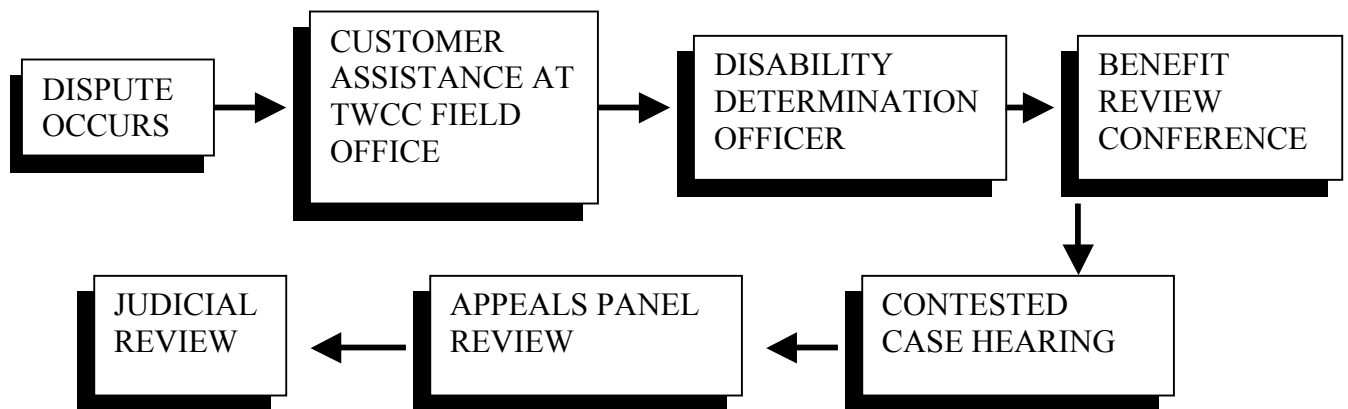 DISPUTE
OCCURS
CUSTOMER
ASSISTANCE AT
TWCC FIELD
OFFICE
DISABILITY
DETERMINATION
OFFICER
BENEFIT
REVIEW
CONFERENCE
CONTESTED
CASE HEARING
APPEALS PANEL
REVIEW
JUDICIAL
REVIEW